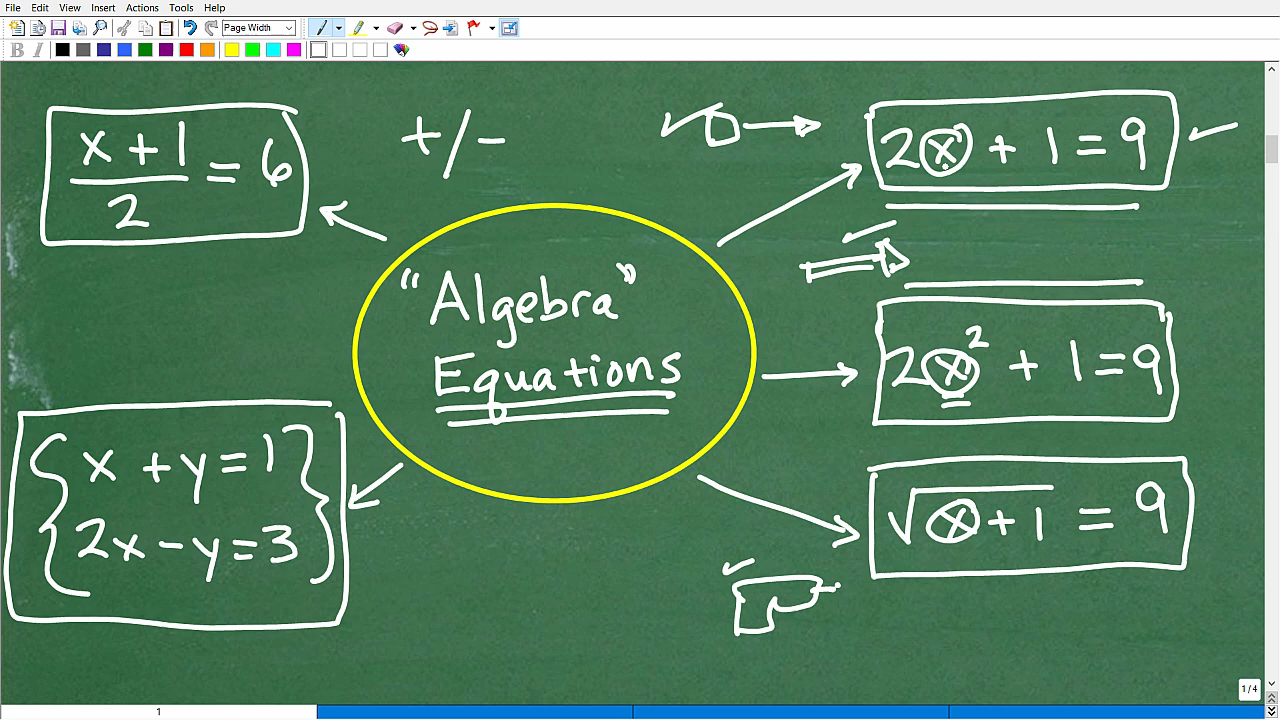 File Edit View Insert Actions Tools Help
Page Width
B I
x + 1
2
= 6
+/-
2x + 1 = 9
"Algebra"
Equations
2x² + 1 = 9
x + y = 1
2x - y = 3
√x + 1 = 9
1/4
1